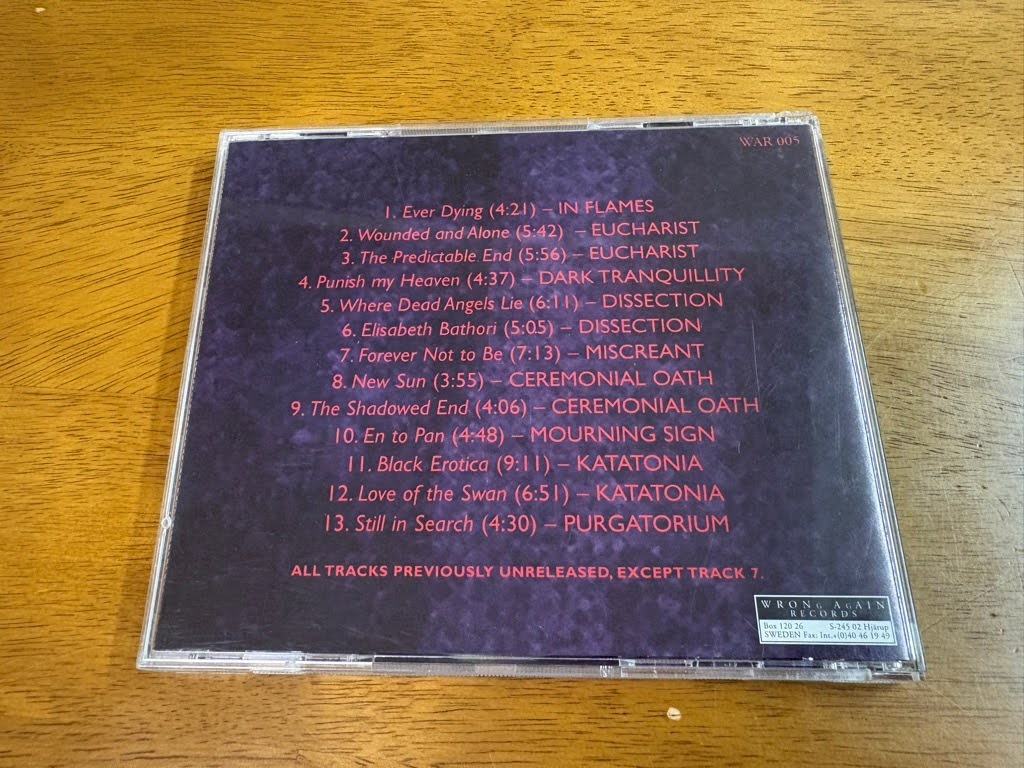 WAR 005
1. Ever Dying (4:21) – IN FLAMES
2. Wounded and Alone (5:42) – EUCHARIST
3. The Predictable End (5:56) – EUCHARIST
4. Punish my Heaven (4:37) – DARK TRANQUILLITY
5. Where Dead Angels Lie (6:11) – DISSECTION
6. Elisabeth Bathori (5:05) – DISSECTION
7. Forever Not to Be (7:13) – MISCREANT
8. New Sun (3:55) – CEREMONIAL OATH
9. The Shadowed End (4:06) – CEREMONIAL OATH
10. En to Pan (4:48) – MOURNING SIGN
11. Black Erotica (9:11) – KATATONIA
12. Love of the Swan (6:51) – KATATONIA
13. Still in Search (4:30) – PURGATORIUM
ALL TRACKS PREVIOUSLY UNRELEASED, EXCEPT TRACK 7.
WRONG AGAIN
RECORDS
Box 120 26 S-245 02 Hjärup
SWEDEN Fax: Int.+(0)40 46 19 49